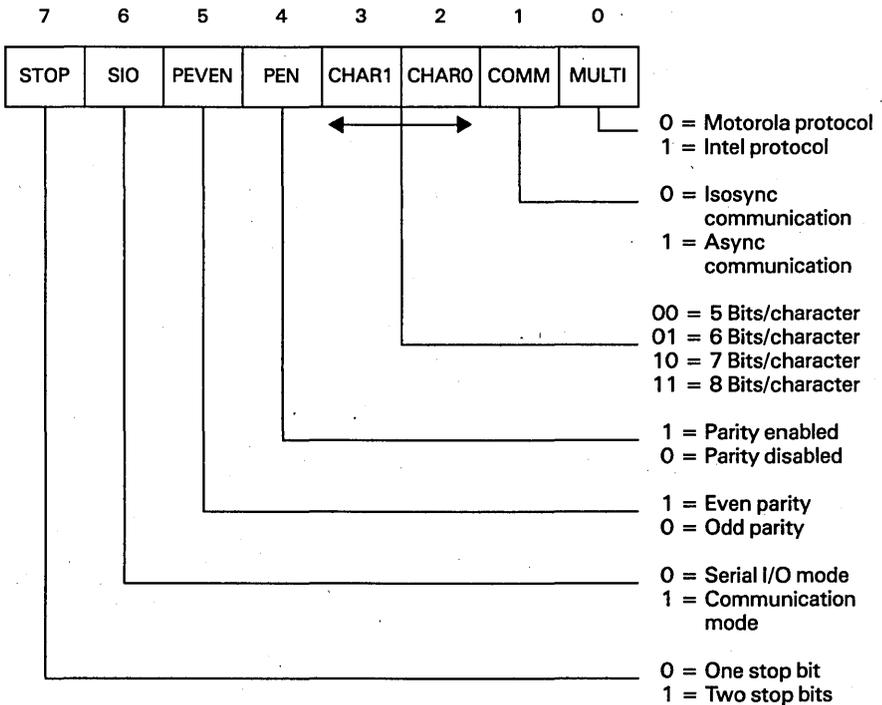 7 6 5 4 3 2 1 0
STOP SIO PEVEN PEN CHAR1 CHAR0 COMM MULTI
0 = Motorola protocol
1 = Intel protocol
0 = Isosync
communication
1 = Async
communication
00 = 5 Bits/character
01 = 6 Bits/character
10 = 7 Bits/character
11 = 8 Bits/character
1 = Parity enabled
0 = Parity disabled
1 = Even parity
0 = Odd parity
0 = Serial I/O mode
1 = Communication
mode
0 = One stop bit
1 = Two stop bits